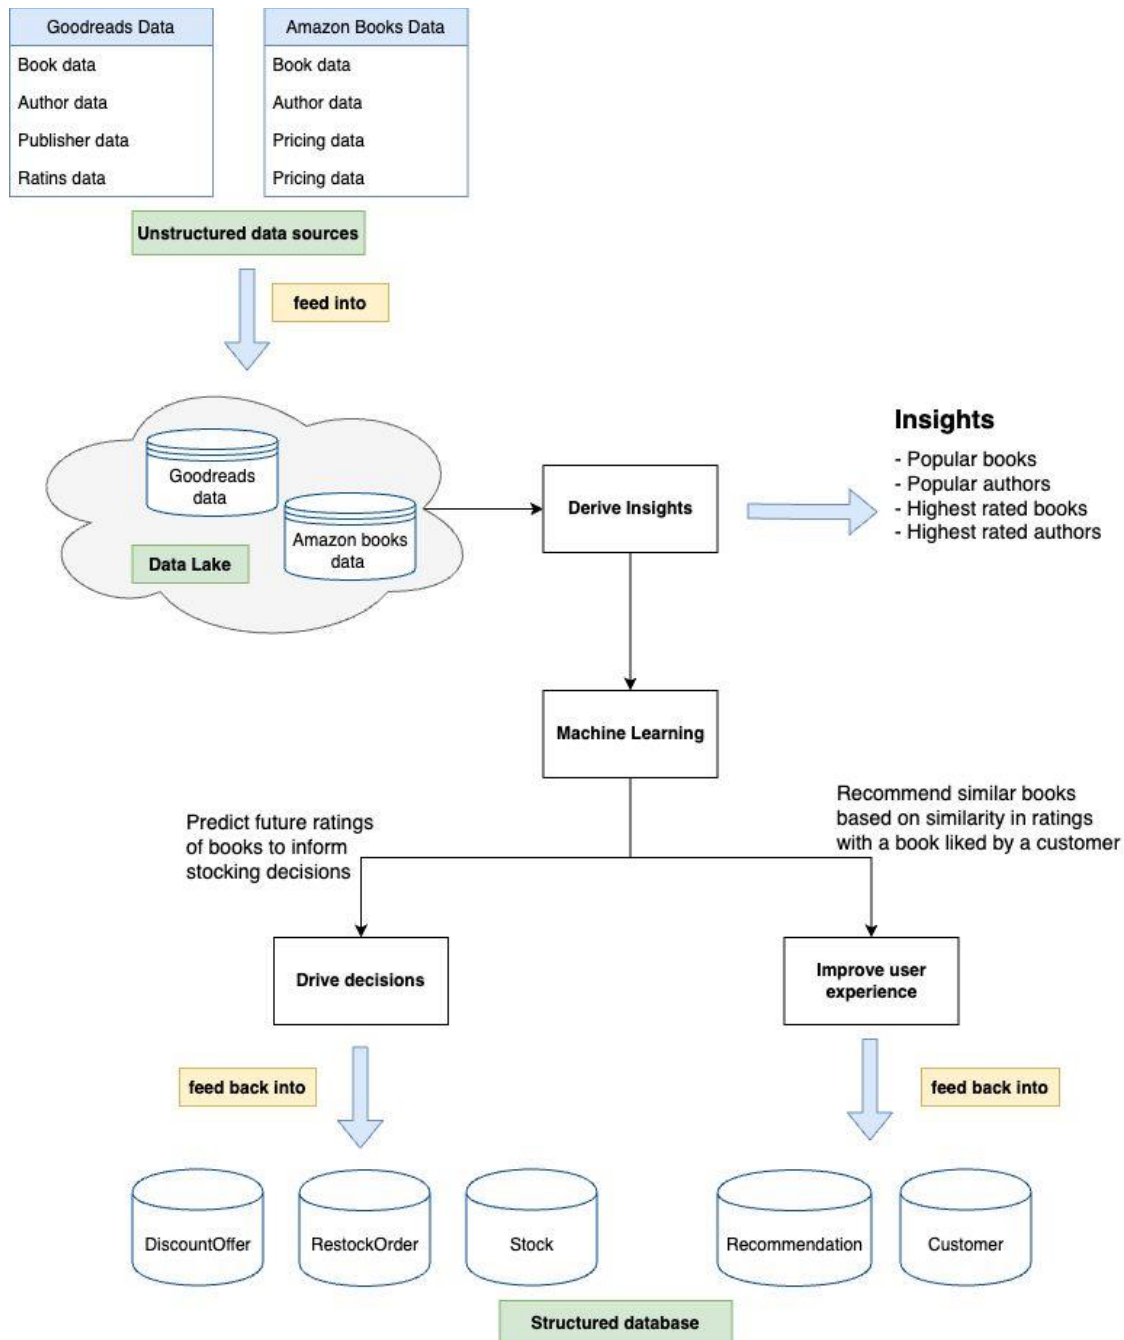 Goodreads Data
Book data
Author data
Publisher data
Ratins data
Amazon Books Data
Book data
Author data
Pricing data
Pricing data
Unstructured data sources
feed into
Goodreads
data
Amazon books
data
Data Lake
Derive Insights
Insights
- Popular books
- Popular authors
- Highest rated books
- Highest rated authors
Machine Learning
Predict future ratings
of books to inform
stocking decisions
Recommend similar books
based on similarity in ratings
with a book liked by a customer
Drive decisions
Improve user
experience
feed back into
feed back into
DiscountOffer
RestockOrder
Stock
Recommendation
Customer
Structured database